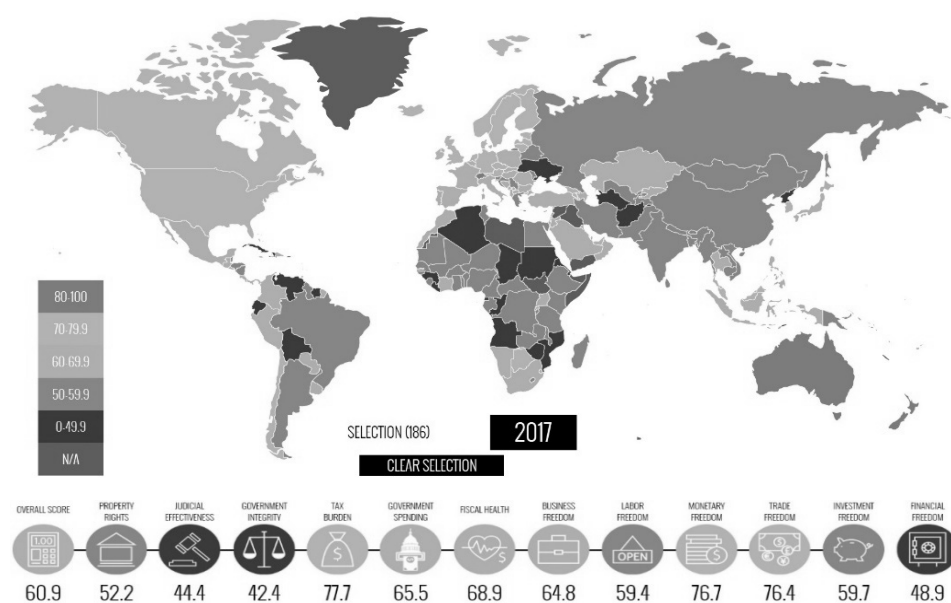 80-100
70-79.9
60-69.9
50-59.9
0-49.9
N/A
SELECTION (186)
2017
CLEAR SELECTION
OVERALL SCORE
PROPERTY
RIGHTS
JUDICIAL
EFFECTIVENESS
GOVERNMENT
INTEGRITY
TAX
BURDEN
GOVERNMENT
SPENDING
FISCAL HEALTH
BUSINESS
FREEDOM
LABOR
FREEDOM
MONETARY
FREEDOM
TRADE
FREEDOM
INVESTMENT
FREEDOM
FINANCIAL
FREEDOM
1.00
$
$
OPEN
$
$
60.9
52.2
44.4
42.4
77.7
65.5
68.9
64.8
59.4
76.7
76.4
59.7
48.9